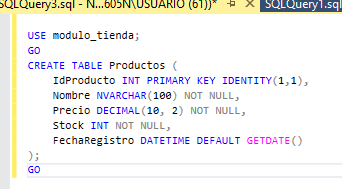 SQLQuery3.sql - N...605N\USUARIO (61))* SQLQuery1.sql
USE modulo_tienda;
GO
CREATE TABLE Productos (
    IdProducto INT PRIMARY KEY IDENTITY(1,1),
    Nombre NVARCHAR(100) NOT NULL,
    Precio DECIMAL(10, 2) NOT NULL,
    Stock INT NOT NULL,
    FechaRegistro DATETIME DEFAULT GETDATE()
);
GO